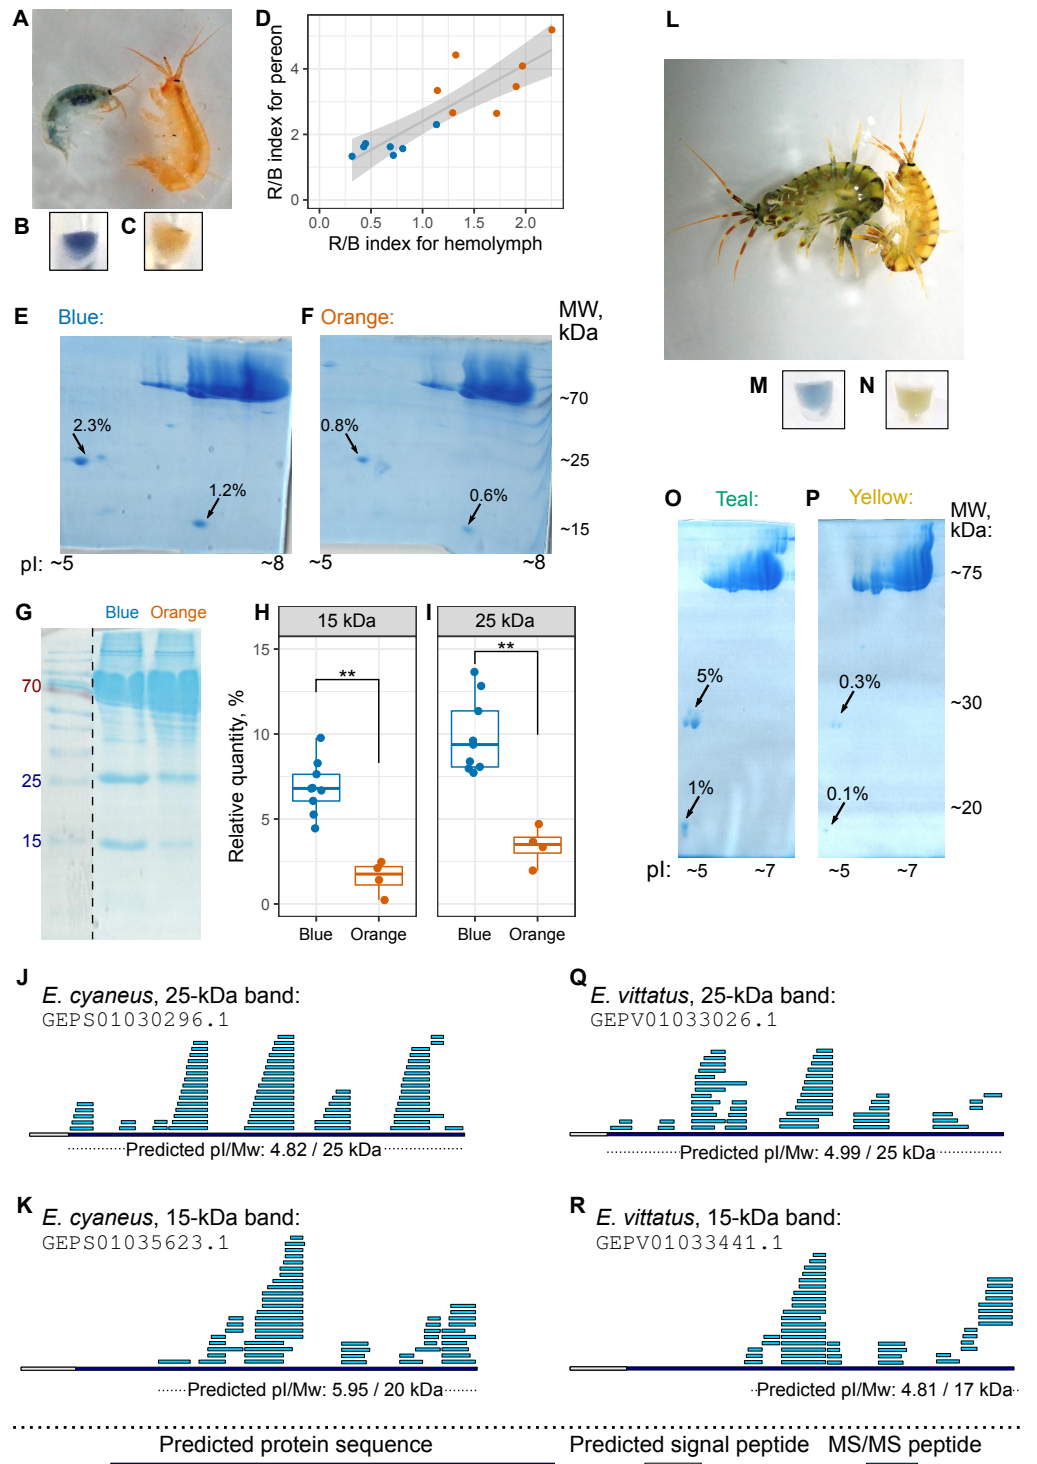 A
D
R/B index for pereon
4
2
0
0.0 0.5 1.0 1.5 2.0
R/B index for hemolymph
B
C
E Blue:
F Orange:
MW, kDa
2.3%
1.2%
0.8%
0.6%
~70
~25
~15
pI: ~5 ~8
~5 ~8
G
Blue Orange
70
25
15
H
15 kDa
I
25 kDa
Relative quantity, %
15
10
5
0
**
**
Blue Orange
Blue Orange
J
E. cyaneus, 25-kDa band:
GEPS01030296.1
Predicted pI/Mw: 4.82 / 25 kDa
K
E. cyaneus, 15-kDa band:
GEPS01035623.1
Predicted pI/Mw: 5.95 / 20 kDa
L
M
N
O Teal:
P Yellow:
MW, kDa:
5%
1%
0.3%
0.1%
~75
~30
~20
pI: ~5 ~7
~5 ~7
Q
E. vittatus, 25-kDa band:
GEPV01033026.1
Predicted pI/Mw: 4.99 / 25 kDa
R
E. vittatus, 15-kDa band:
GEPV01033441.1
Predicted pI/Mw: 4.81 / 17 kDa
Predicted protein sequence
Predicted signal peptide
MS/MS peptide